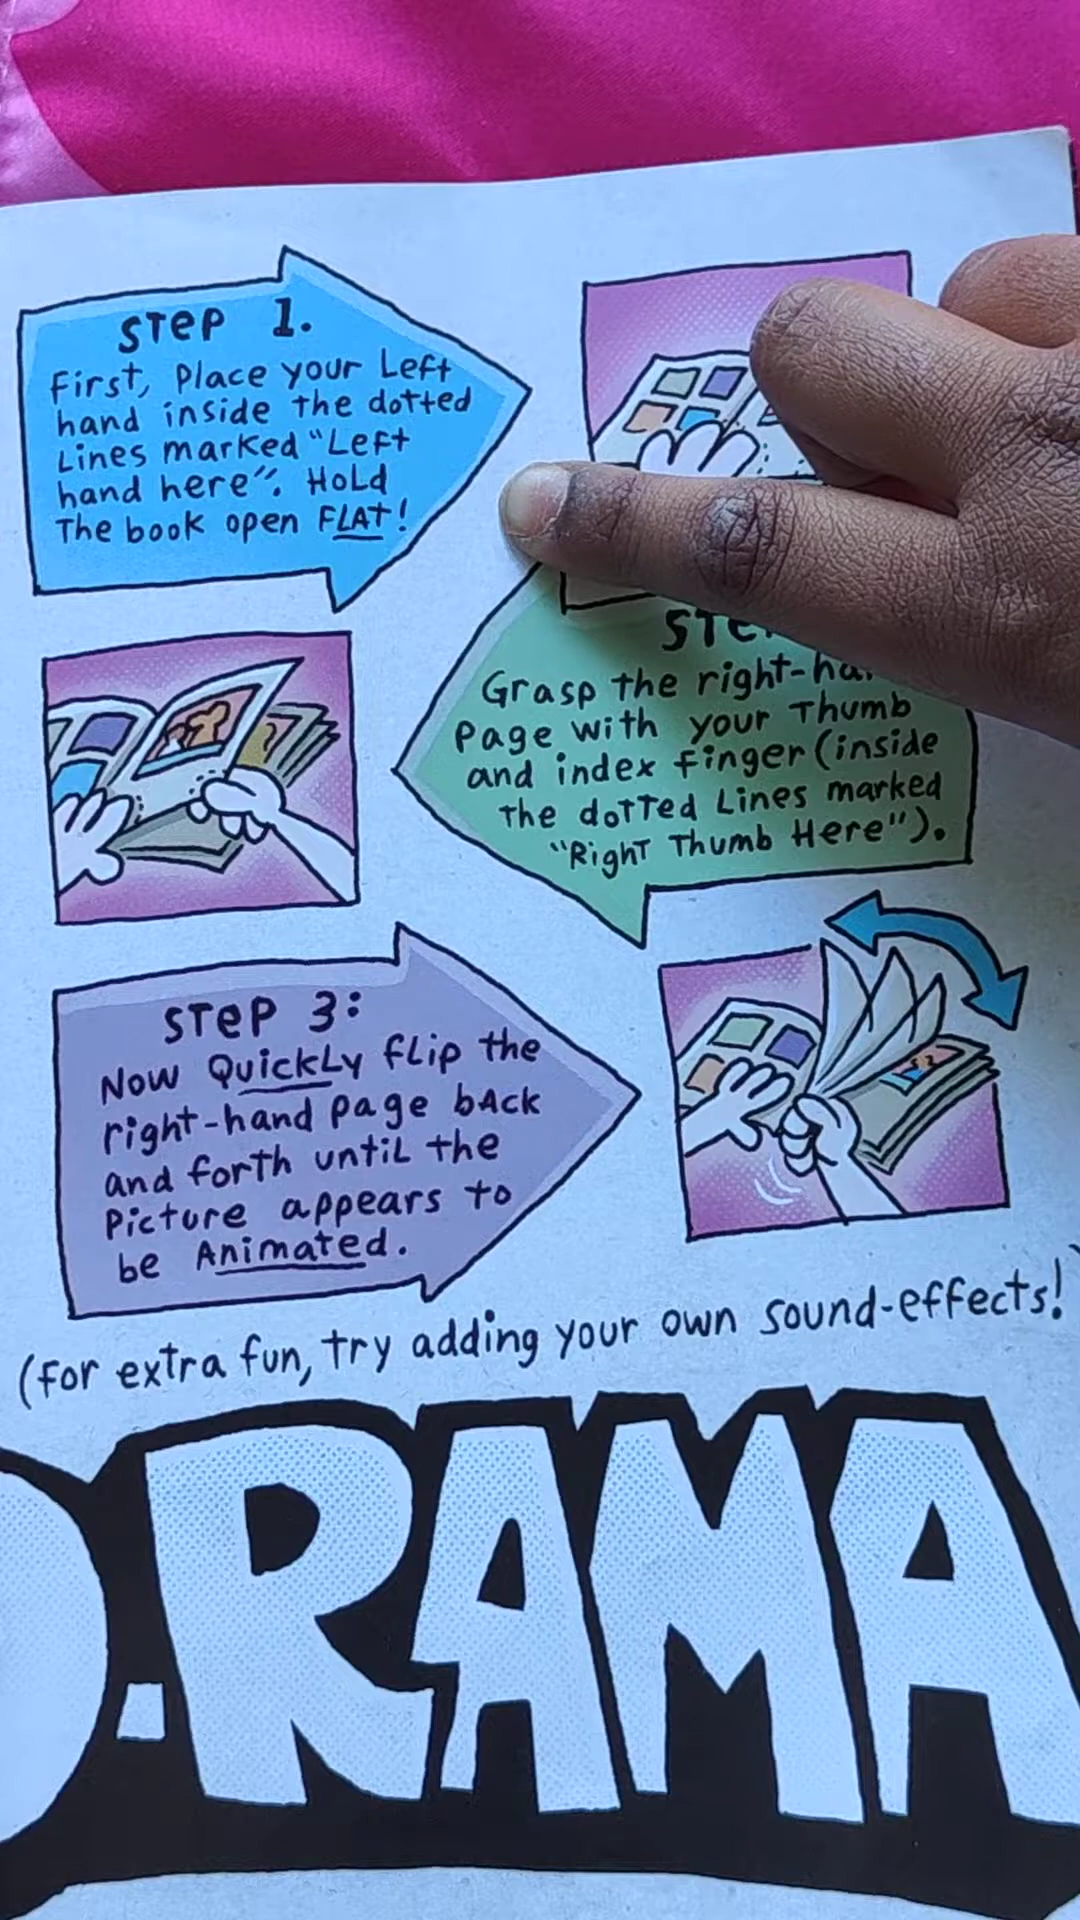 STEP 1.
First, Place your Left
hand inside the dotted
Lines marked "Left
hand here". Hold
The book open FLAT!
Grasp the right-
Page with your Thumb
and index finger (inside
the dotted Lines marked
"Right Thumb Here").
STEP 3:
Now Quickly flip the
right-hand page back
and forth until the
Picture appears to
be Animated.
(for extra fun, try adding your own sound-effects!
RAMA